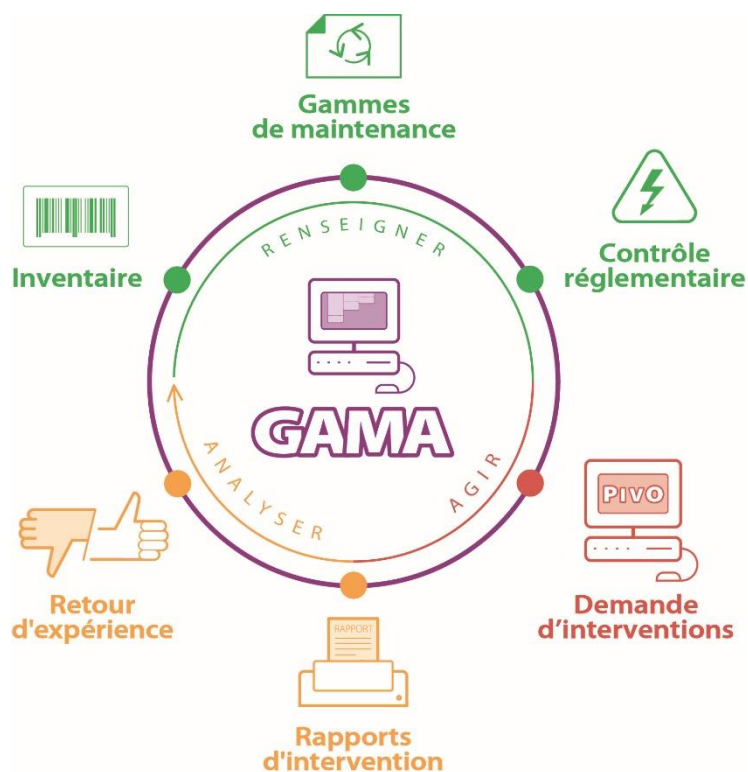 Gammes
de maintenance
Inventaire
Contrôle
réglementaire
RENSEIGNER
GAMA
ANALYSER
AGIR
PIVO
Retour
d'expérience
Demande
d’interventions
RAPPORT
Rapports
d'intervention